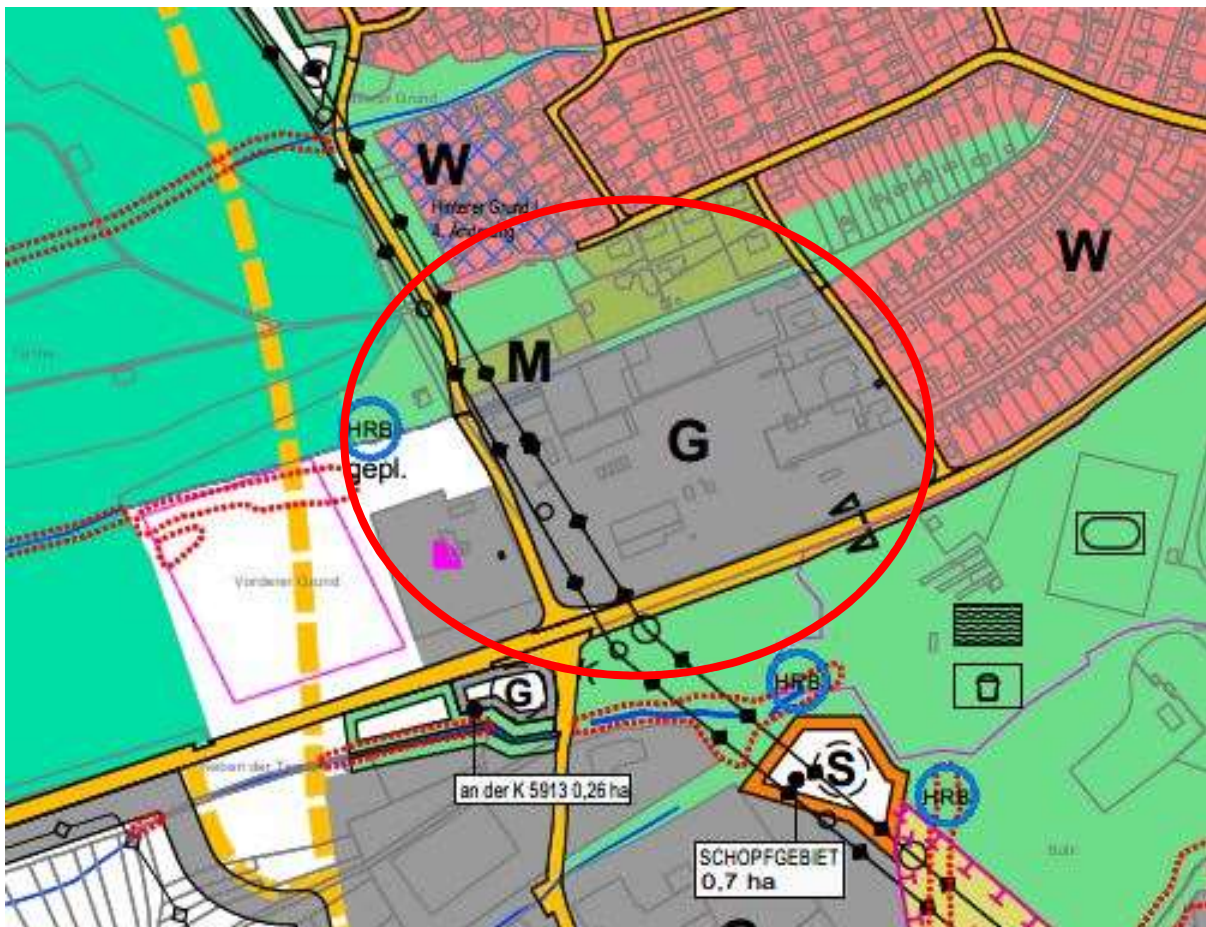 W
Hinterer Grund I
4. Änderung
W
M
HRB
gepl.
G
Vorderer Grund
HRB
G
S
HRB
an der K 5913 0,26 ha
SCHOPFGEBIET
0,7 ha